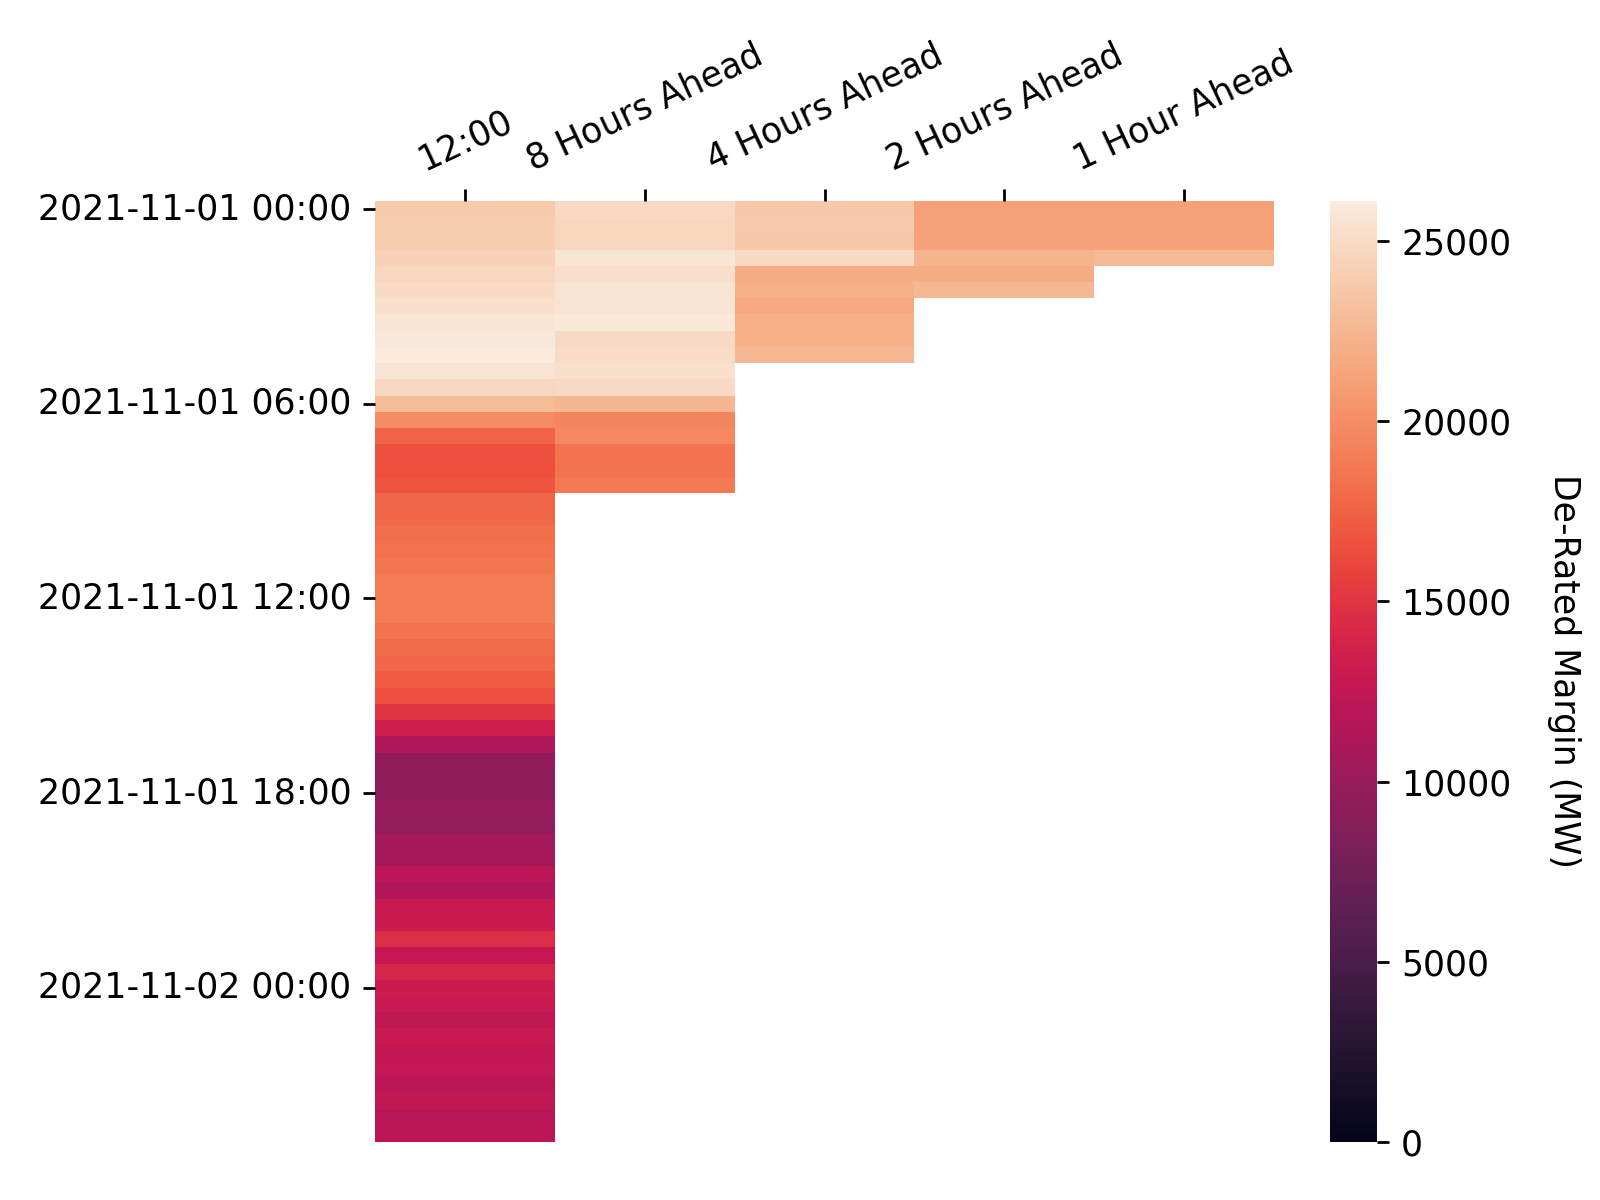 12:00
8 Hours Ahead
4 Hours Ahead
2 Hours Ahead
1 Hour Ahead
2021-11-01 00:00
2021-11-01 06:00
2021-11-01 12:00
2021-11-01 18:00
2021-11-02 00:00
25000
20000
15000
10000
5000
0
De-Rated Margin (MW)